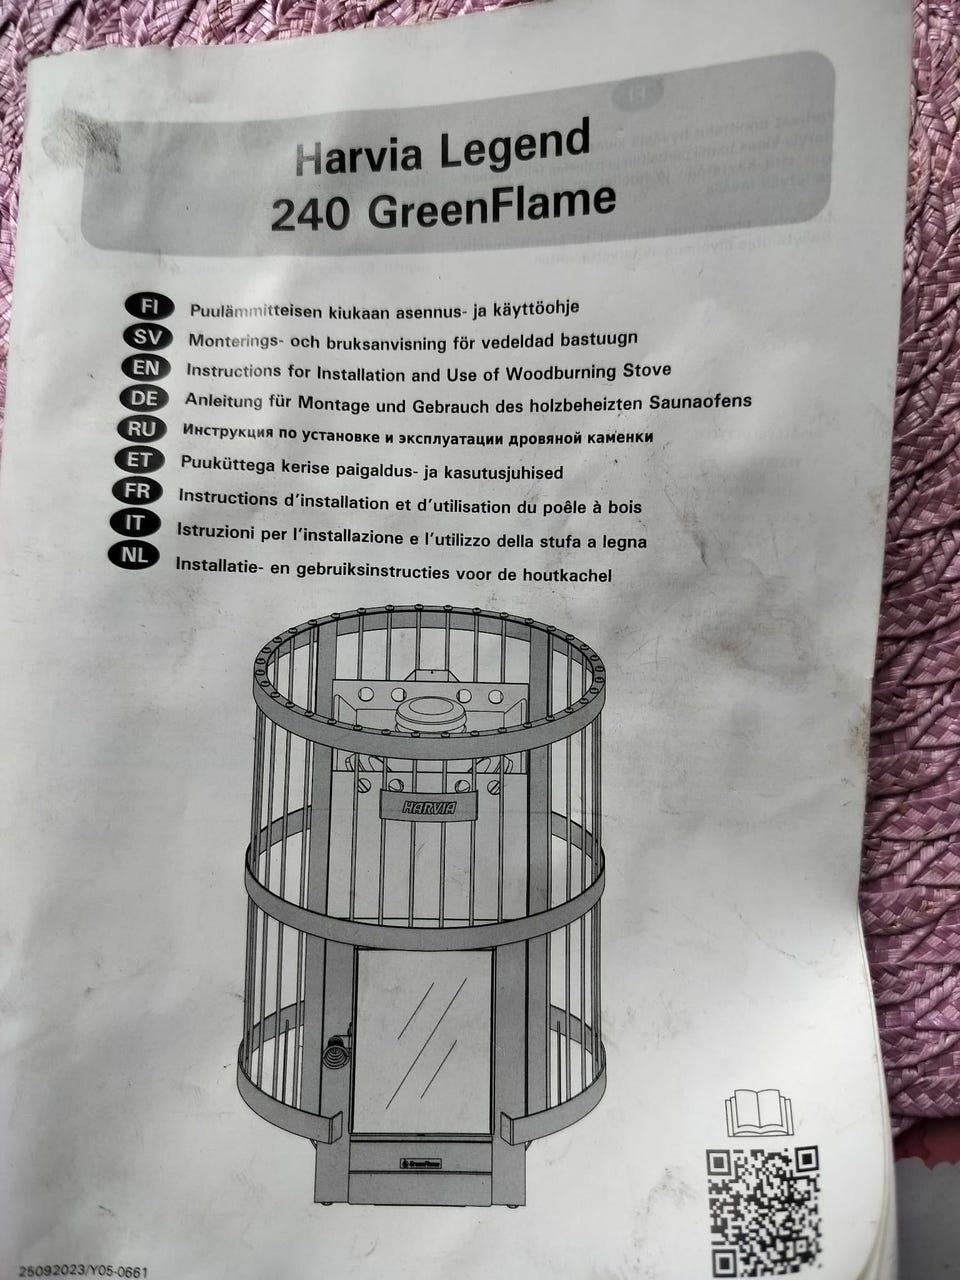 Harvia Legend
240 GreenFlame
FI Puulämmitteisen kiukaan asennus- ja käyttöohje
SV Monterings- och bruksanvisning för vedeldad bastuugn
EN Instructions for Installation and Use of Woodburning Stove
DE Anleitung für Montage und Gebrauch des holzbeheizten Saunaofens
RU Инструкция по установке и эксплуатации дровяной каменки
ET Puuküttega kerise paigaldus- ja kasutusjuhised
FR Instructions d'installation et d'utilisation du poêle à bois
IT Istruzioni per l'installazione e l'utilizzo della stufa a legna
NL Installatie- en gebruiksinstructies voor de houtkachel
HARVIA
GreenFlame
25092023/Y05-0661